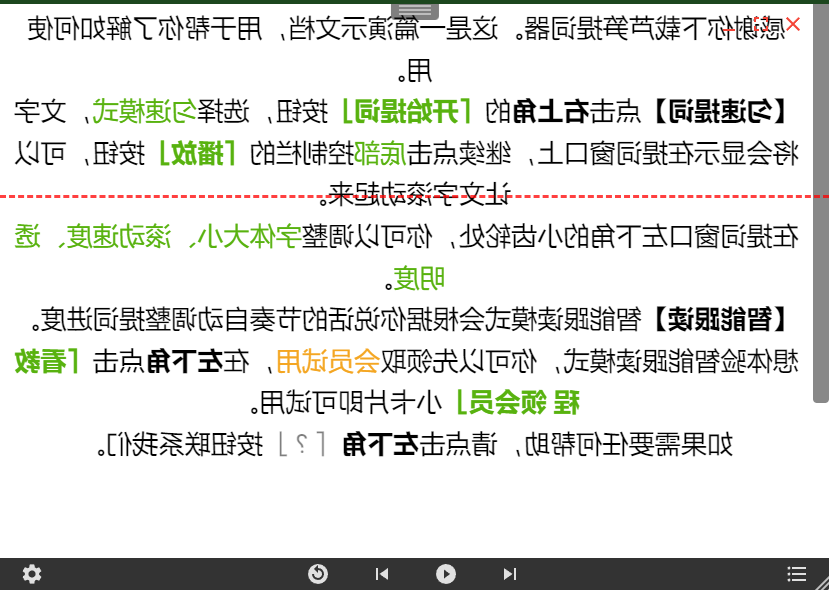 感谢你下载芦笋提词器。这是一篇演示文档，用于帮你了解如何使
用。
【匀速提词】点击右上角的「开始提词」按钮，选择匀速模式，文字
将会显示在提词窗口上，继续点击底部控制栏的「播放」按钮，可以
让文字滚动起来。
在提词窗口左下角的小齿轮处，你可以调整字体大小、滚动速度、透
明度。
【智能跟读】智能跟读模式会根据你说话的节奏自动调整提词进度。
想体验智能跟读模式，你可以先领取会员试用，在左下角点击「看教
程 领会员」小卡片即可试用。
如果需要任何帮助，请点击左下角「？」按钮联系我们]。